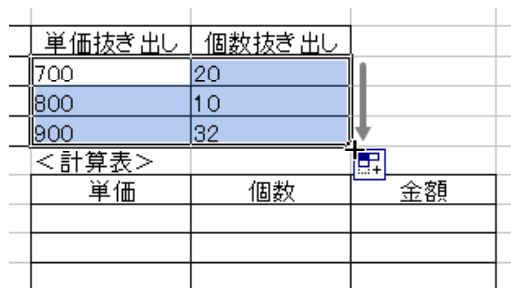 単価抜き出し 個数抜き出し
700 20
800 10
900 32
＜計算表＞
単価 個数 金額